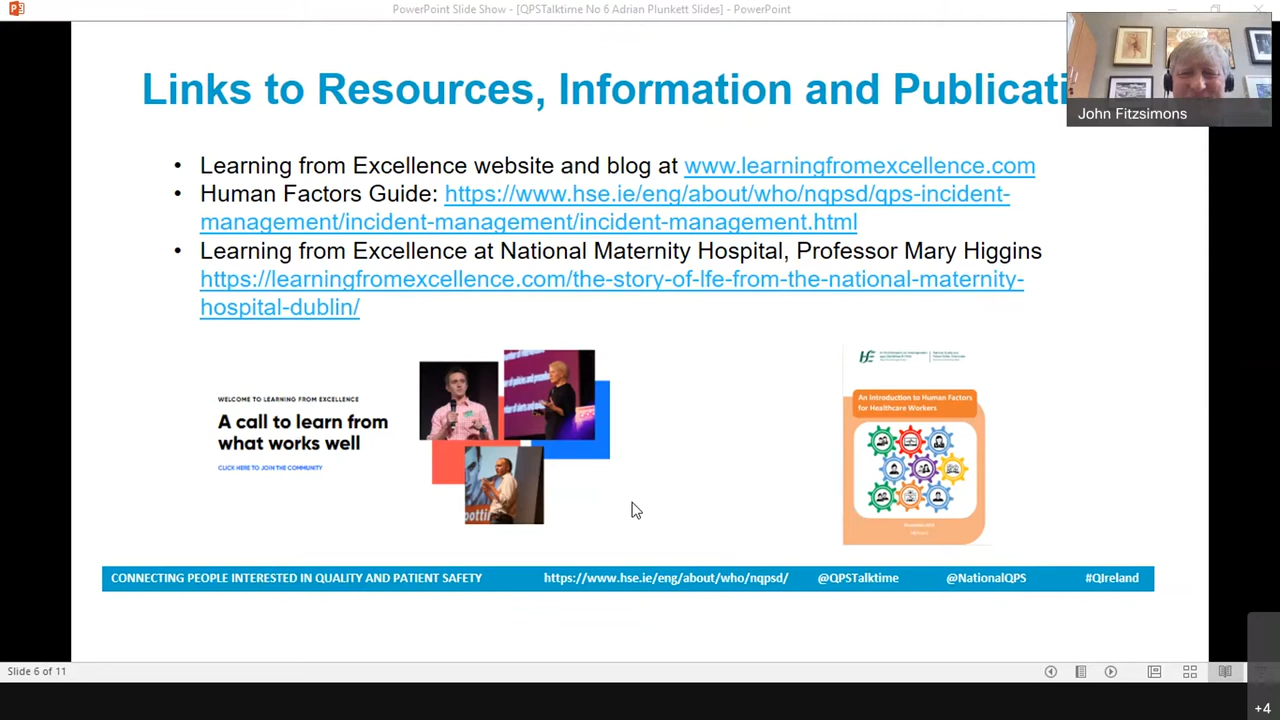 PowerPoint Slide Show - [QPSTalktime No 6 Adrian Plunkett Slides] - PowerPoint
Links to Resources, Information and Publicati
John Fitzsimons
• Learning from Excellence website and blog at www.learningfromexcellence.com
• Human Factors Guide: https://www.hse.ie/eng/about/who/nqpsd/qps-incident-
management/incident-management/incident-management.html
• Learning from Excellence at National Maternity Hospital, Professor Mary Higgins
https://learningfromexcellence.com/the-story-of-lfe-from-the-national-maternity-
hospital-dublin/
WELCOME TO LEARNING FROM EXCELLENCE
A call to learn from
what works well
CLICK HERE TO JOIN THE COMMUNITY
An Introduction to Human Factors
for Healthcare Workers
CONNECTING PEOPLE INTERESTED IN QUALITY AND PATIENT SAFETY https://www.hse.ie/eng/about/who/nqpsd/ @QPSTalktime @NationalQPS #QIreland
Slide 6 of 11
+4